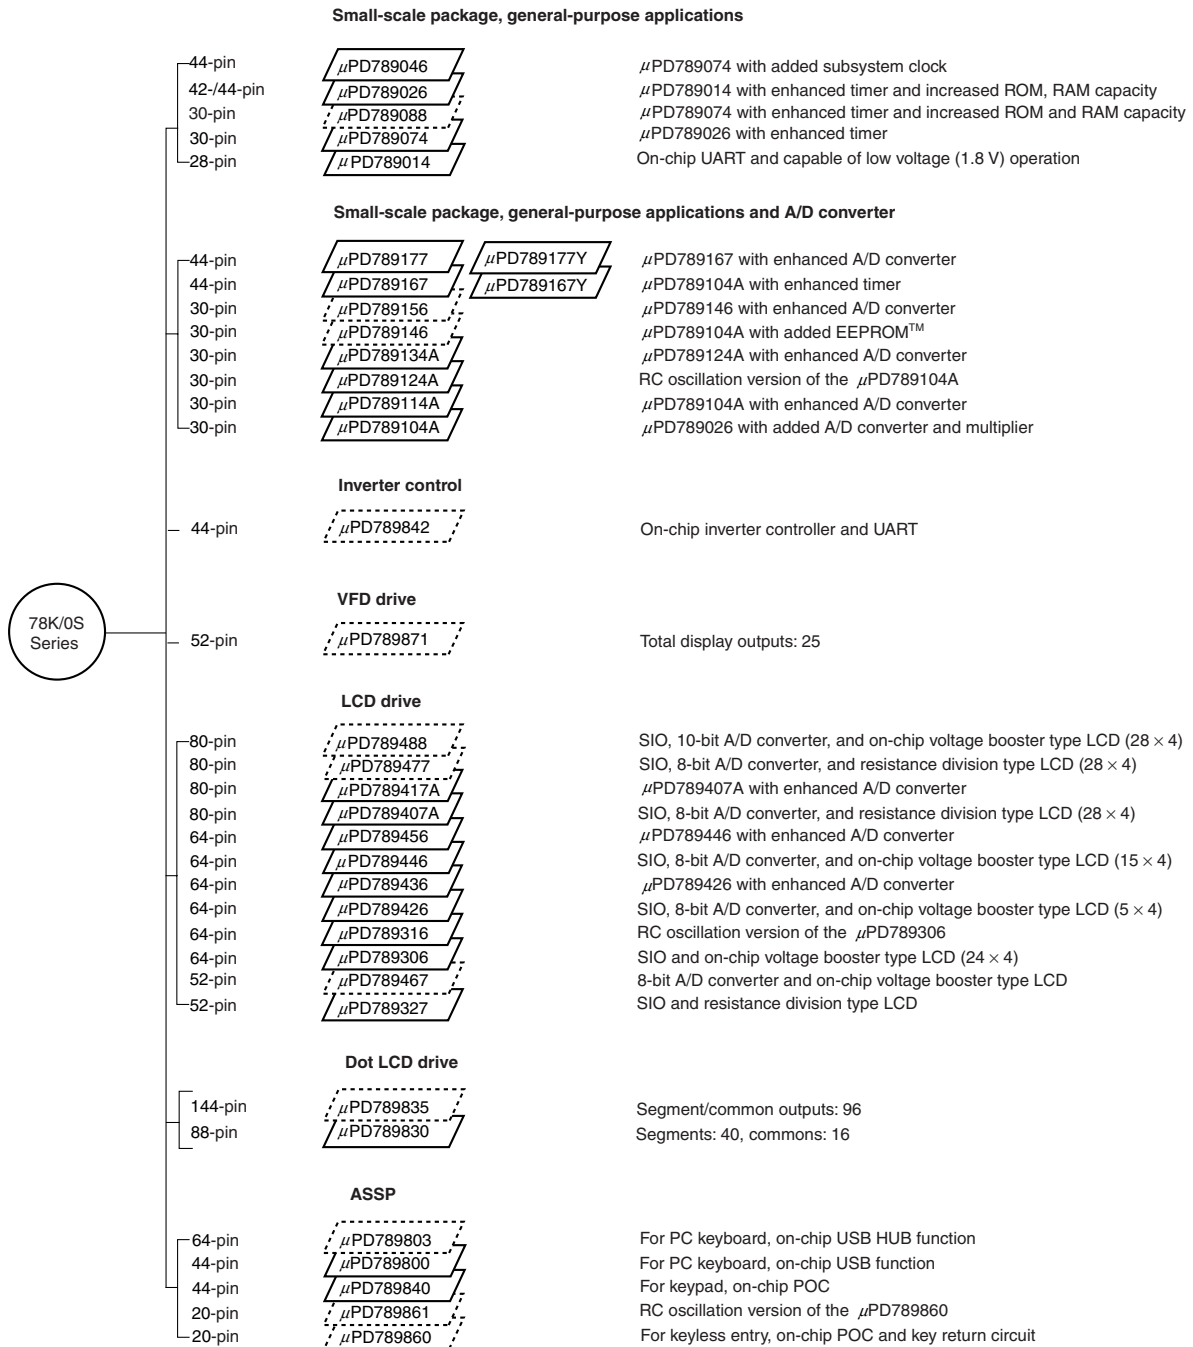 Small-scale package, general-purpose applications
44-pin µPD789046 µPD789074 with added subsystem clock
42-/44-pin µPD789026 µPD789014 with enhanced timer and increased ROM, RAM capacity
30-pin µPD789088 µPD789074 with enhanced timer and increased ROM and RAM capacity
30-pin µPD789074 µPD789026 with enhanced timer
28-pin µPD789014 On-chip UART and capable of low voltage (1.8 V) operation
Small-scale package, general-purpose applications and A/D converter
44-pin µPD789177 µPD789177Y µPD789167 with enhanced A/D converter
44-pin µPD789167 µPD789167Y µPD789104A with enhanced timer
30-pin µPD789156 µPD789146 with enhanced A/D converter
30-pin µPD789146 µPD789104A with added EEPROM™
30-pin µPD789134A µPD789124A with enhanced A/D converter
30-pin µPD789124A RC oscillation version of the µPD789104A
30-pin µPD789114A µPD789104A with enhanced A/D converter
30-pin µPD789104A µPD789026 with added A/D converter and multiplier
Inverter control
44-pin µPD789842 On-chip inverter controller and UART
VFD drive
78K/0S
Series
52-pin µPD789871 Total display outputs: 25
LCD drive
80-pin µPD789488 SIO, 10-bit A/D converter, and on-chip voltage booster type LCD (28 × 4)
80-pin µPD789477 SIO, 8-bit A/D converter, and resistance division type LCD (28 × 4)
80-pin µPD789417A µPD789407A with enhanced A/D converter
80-pin µPD789407A SIO, 8-bit A/D converter, and resistance division type LCD (28 × 4)
64-pin µPD789456 µPD789446 with enhanced A/D converter
64-pin µPD789446 SIO, 8-bit A/D converter, and on-chip voltage booster type LCD (15 × 4)
64-pin µPD789436 µPD789426 with enhanced A/D converter
64-pin µPD789426 SIO, 8-bit A/D converter, and on-chip voltage booster type LCD (5 × 4)
64-pin µPD789316 RC oscillation version of the µPD789306
64-pin µPD789306 SIO and on-chip voltage booster type LCD (24 × 4)
52-pin µPD789467 8-bit A/D converter and on-chip voltage booster type LCD
52-pin µPD789327 SIO and resistance division type LCD
Dot LCD drive
144-pin µPD789835 Segment/common outputs: 96
88-pin µPD789830 Segments: 40, commons: 16
ASSP
64-pin µPD789803 For PC keyboard, on-chip USB HUB function
44-pin µPD789800 For PC keyboard, on-chip USB function
44-pin µPD789840 For keypad, on-chip POC
20-pin µPD789861 RC oscillation version of the µPD789860
20-pin µPD789860 For keyless entry, on-chip POC and key return circuit